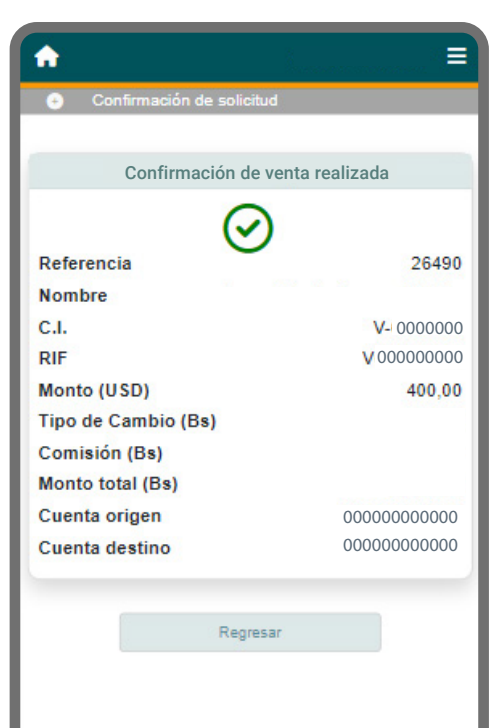 Confirmación de solicitud
Confirmación de venta realizada
Referencia 26490
Nombre
C.I. V- 0000000
RIF V 000000000
Monto (USD) 400,00
Tipo de Cambio (Bs)
Comisión (Bs)
Monto total (Bs)
Cuenta origen 000000000000
Cuenta destino 000000000000
Regresar